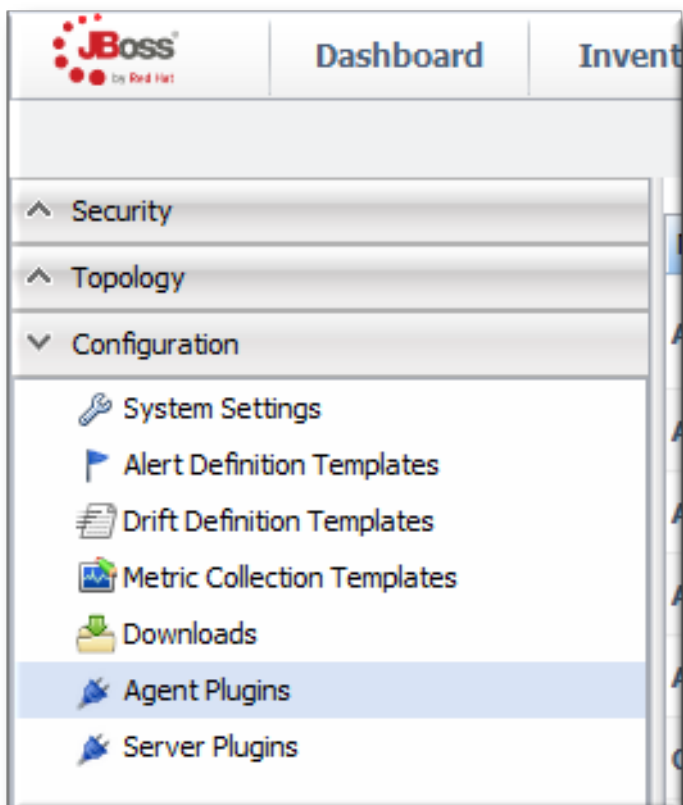 JBoss
by Red Hat
Dashboard
Invent
Security
Topology
Configuration
System Settings
Alert Definition Templates
Drift Definition Templates
Metric Collection Templates
Downloads
Agent Plugins
Server Plugins